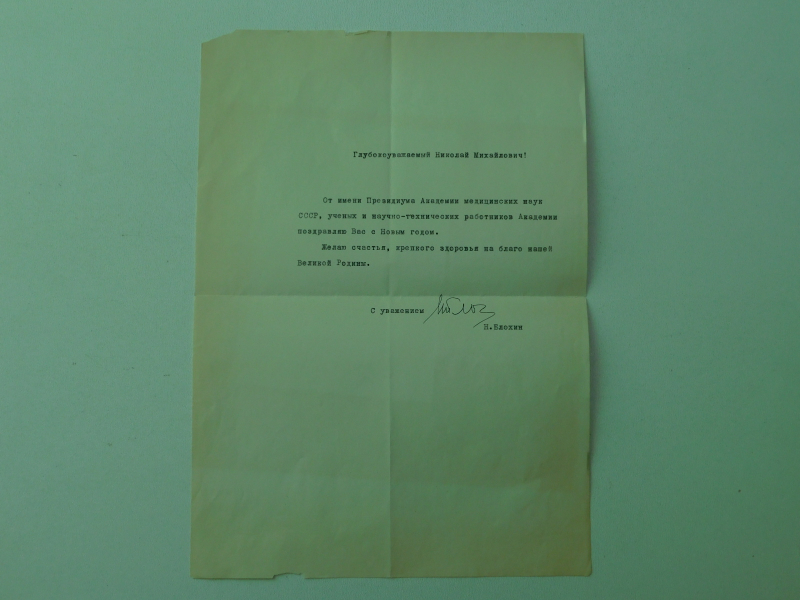 Глубокоуважаемый Николай Михайлович!
От имени Президиума Академии медицинских наук
СССР, ученых и научно-технических работников Академии
поздравляю Вас с Новым годом.
Желаю счастья, крепкого здоровья на благо нашей
Великой Родины.
С уважением
Н.Блохин